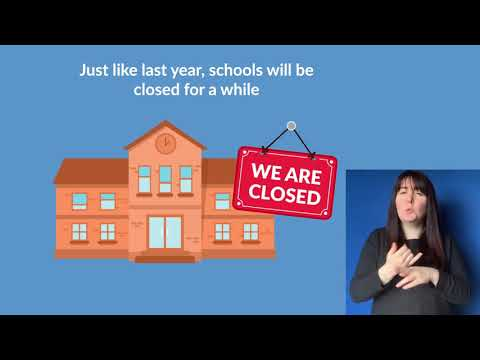 Just like last year, schools will be
closed for a while
WE ARE
CLOSED